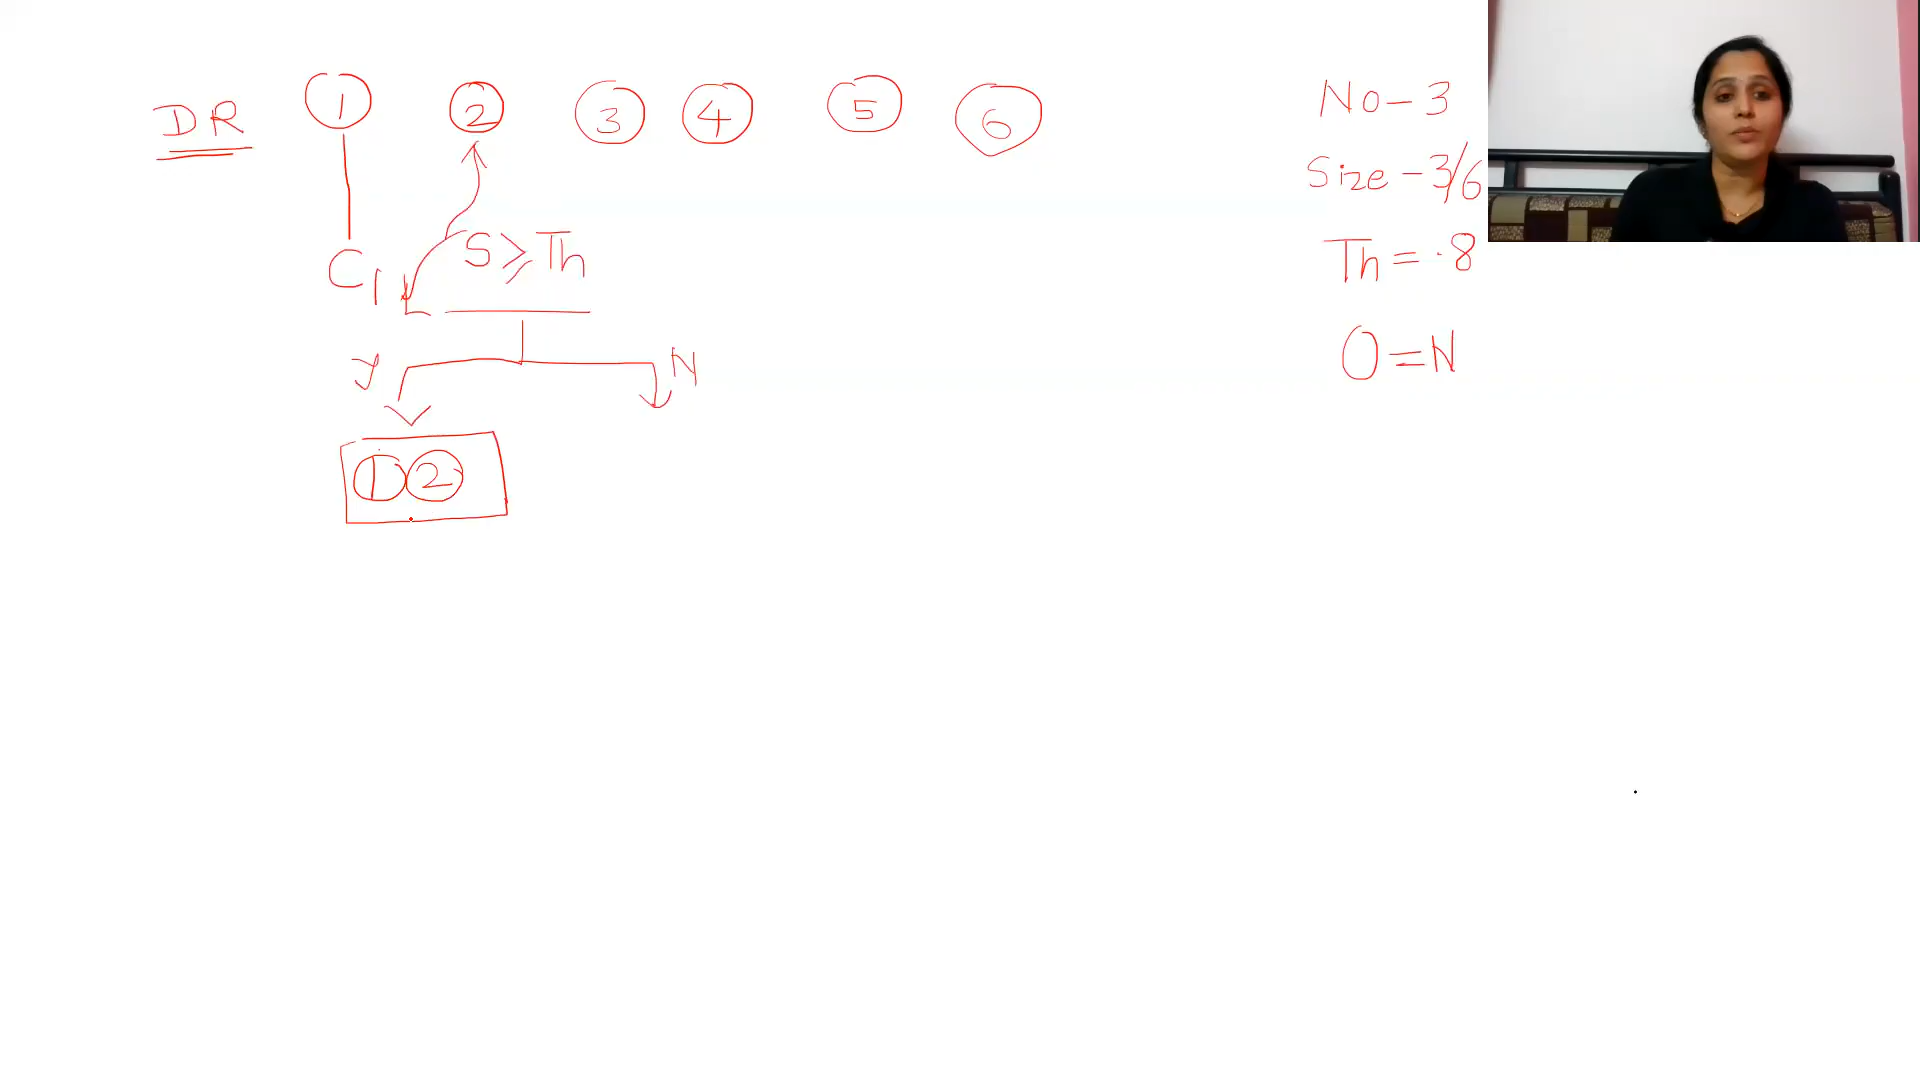 DR 1 2 3 4 5 6
No-3
Size-3/6
Th = .8
O = N
C1 S ≥ Th
Y N
1 2